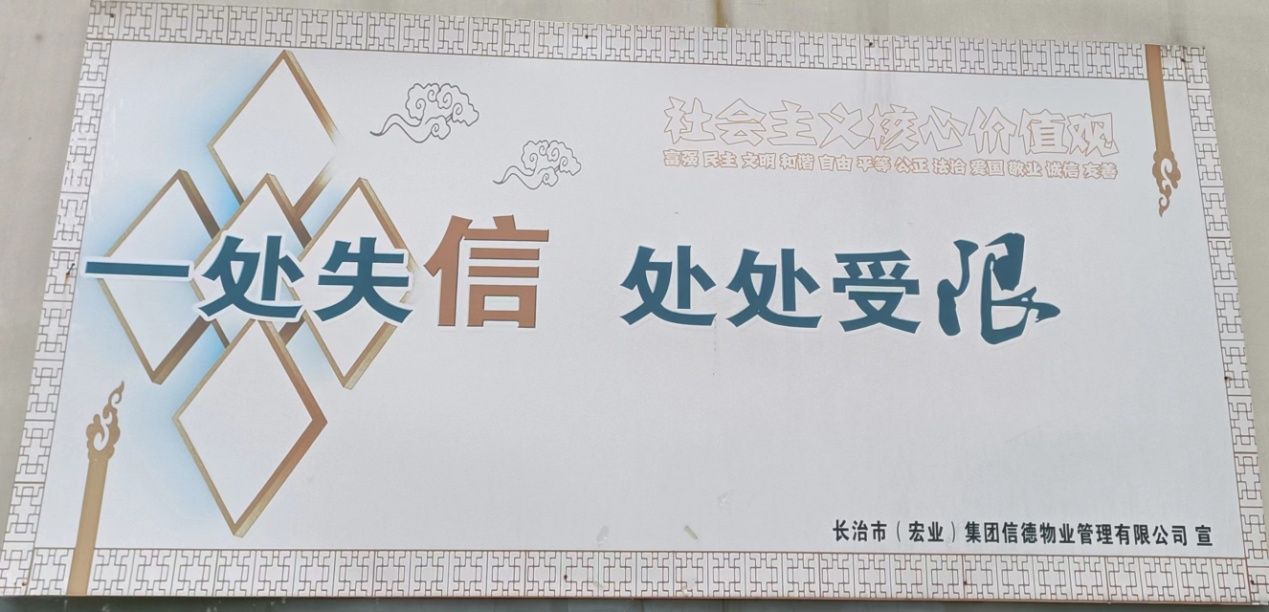 社会主义核心价值观
富强 民主 文明 和谐 自由 平等 公正 法治 爱国 敬业 诚信 友善
一处失信 处处受限
长治市（宏业）集团信德物业管理有限公司 宣